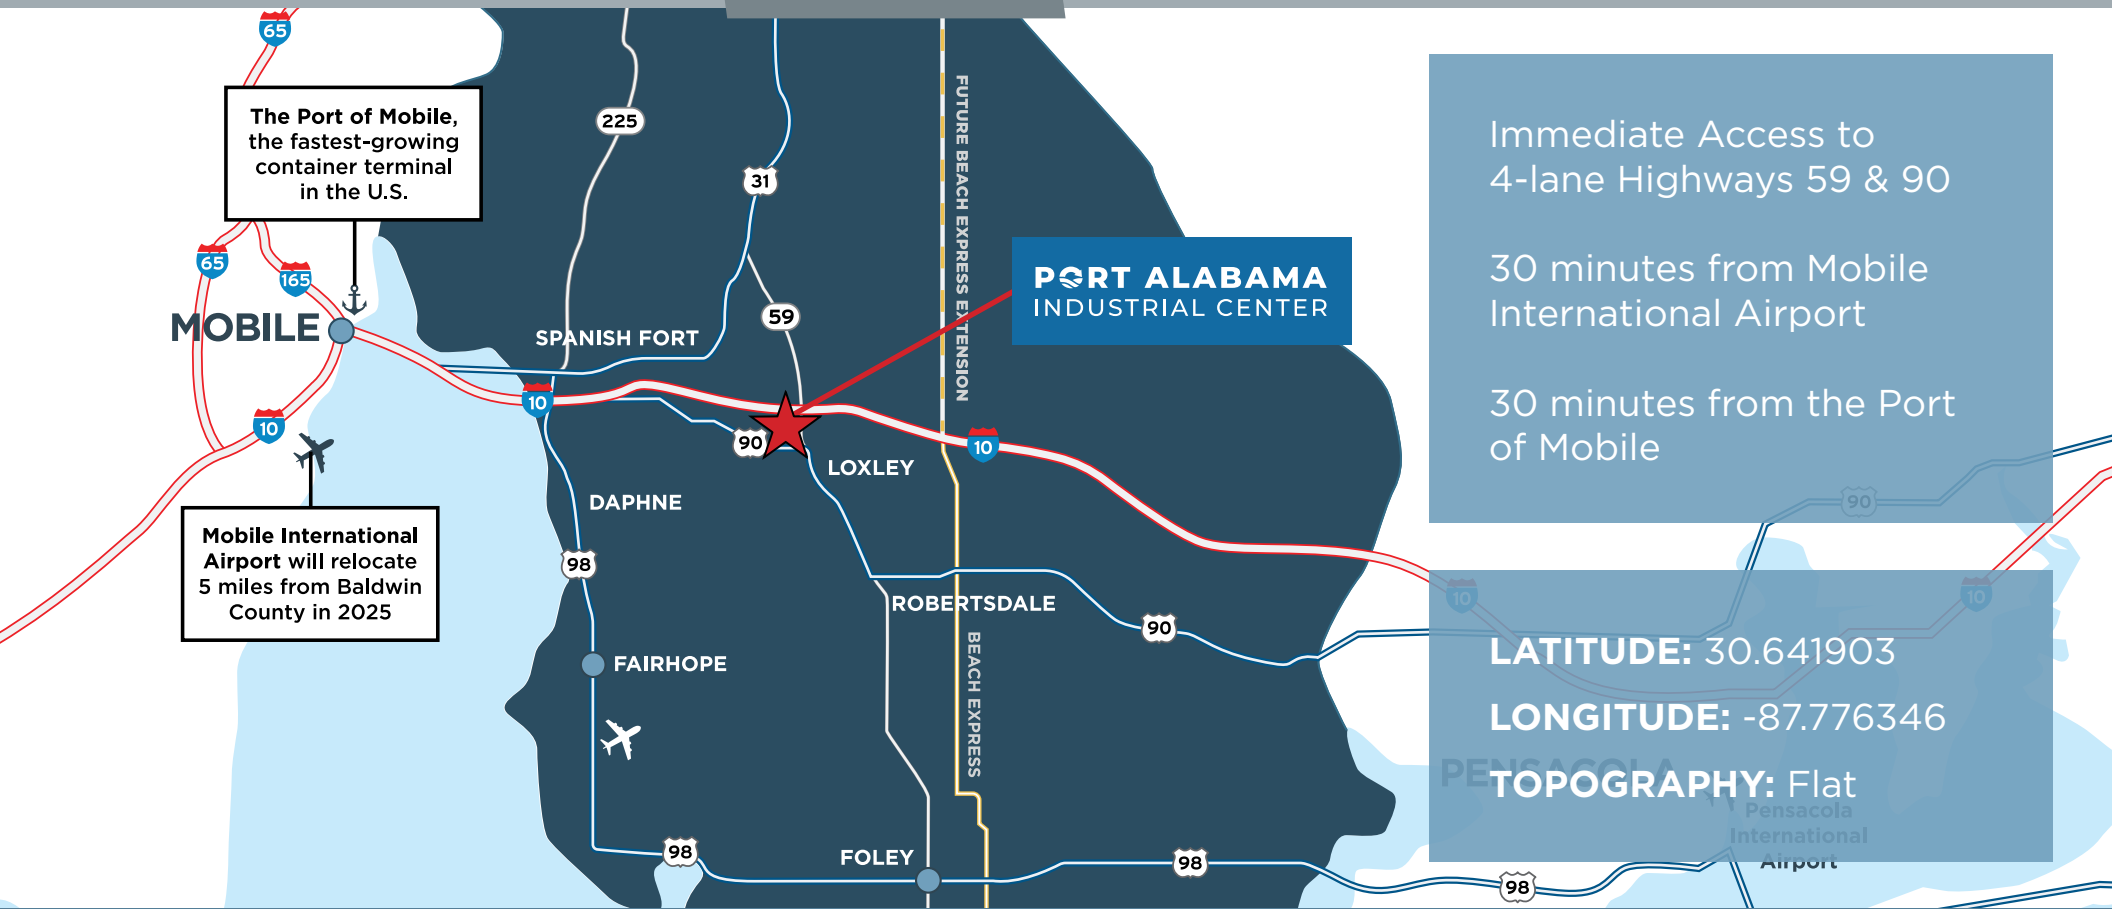 65
The Port of Mobile,
the fastest-growing
container terminal
in the U.S.
225
31
FUTURE BEACH EXPRESS EXTENSION
65
165
MOBILE
59
SPANISH FORT
PORT ALABAMA
INDUSTRIAL CENTER
10
10
90
10
LOXLEY
DAPHNE
Mobile International
Airport will relocate
5 miles from Baldwin
County in 2025
98
ROBERTSDALE
90
FAIRHOPE
BEACH EXPRESS
98
FOLEY
98
98
Immediate Access to
4-lane Highways 59 & 90
30 minutes from Mobile
International Airport
30 minutes from the Port
of Mobile
90
10
10
LATITUDE: 30.641903
LONGITUDE: -87.776346
PENSACOLA
TOPOGRAPHY: Flat
Pensacola
International
Airport